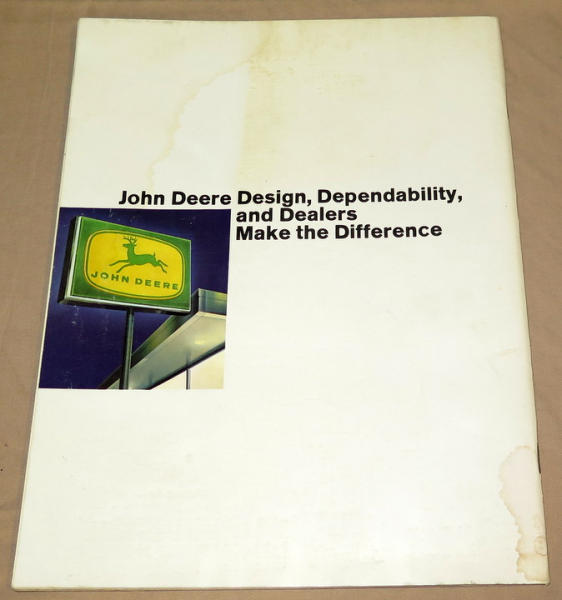 John Deere Design, Dependability,
and Dealers
Make the Difference
JOHN DEERE